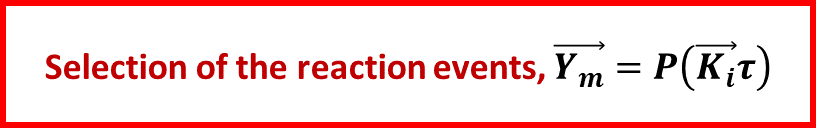 Selection of the reaction events, $\overrightarrow{Y_m} = P(\overrightarrow{K_i}\tau)$